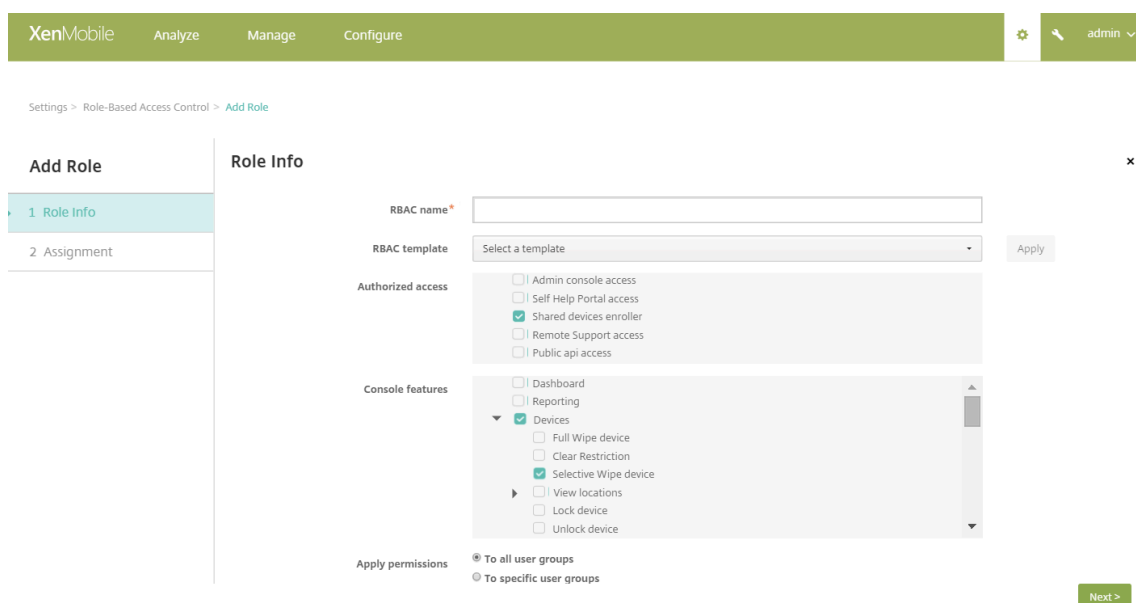 XenMobile Analyze Manage Configure admin
Settings > Role-Based Access Control > Add Role
Add Role
1 Role Info
2 Assignment
Role Info
RBAC name*
RBAC template Select a template Apply
Authorized access
Admin console access
Self Help Portal access
Shared devices enroller
Remote Support access
Public api access
Console features
Dashboard
Reporting
Devices
Full Wipe device
Clear Restriction
Selective Wipe device
View locations
Lock device
Unlock device
Apply permissions
To all user groups
To specific user groups
Next >